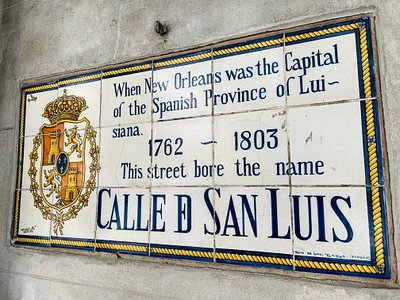 When New Orleans was the Capital
of the Spanish Province of Lui~
siana.
1762 ~ 1803
This street bore the name
CALLE D SAN LUIS